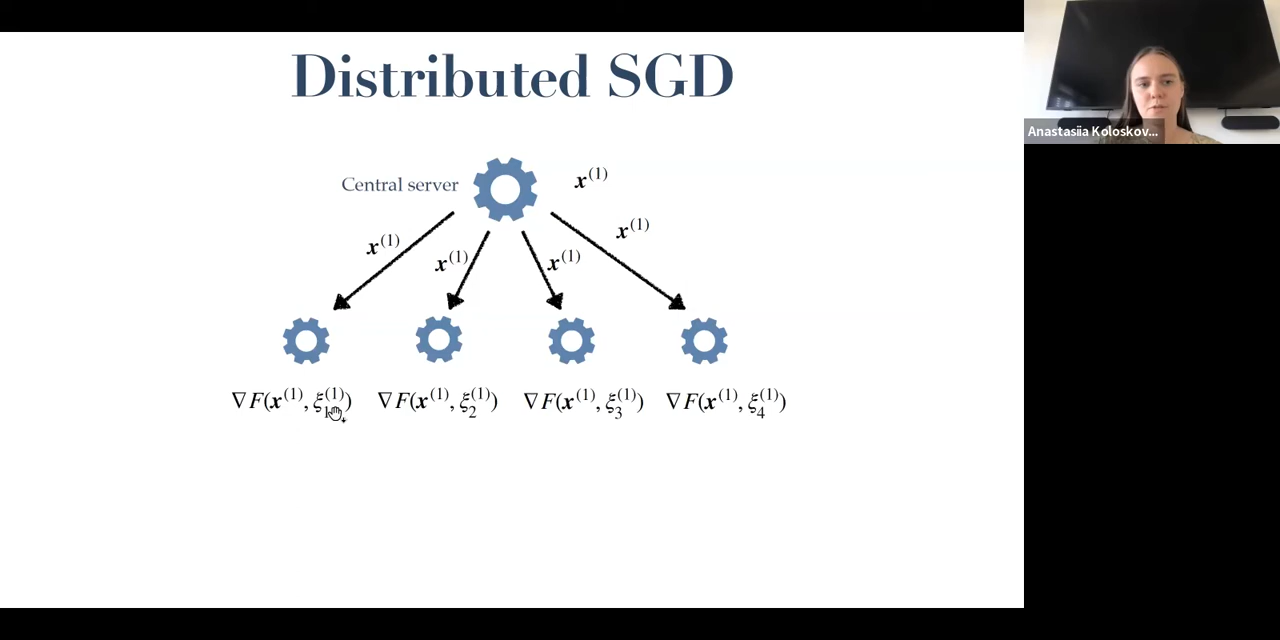 Distributed SGD
Anastasiia Koloskov...
Central server
x^(1)
x^(1)
x^(1)
x^(1)
x^(1)
∇F(x^(1), ξ_1^(1)) ∇F(x^(1), ξ_2^(1)) ∇F(x^(1), ξ_3^(1)) ∇F(x^(1), ξ_4^(1))